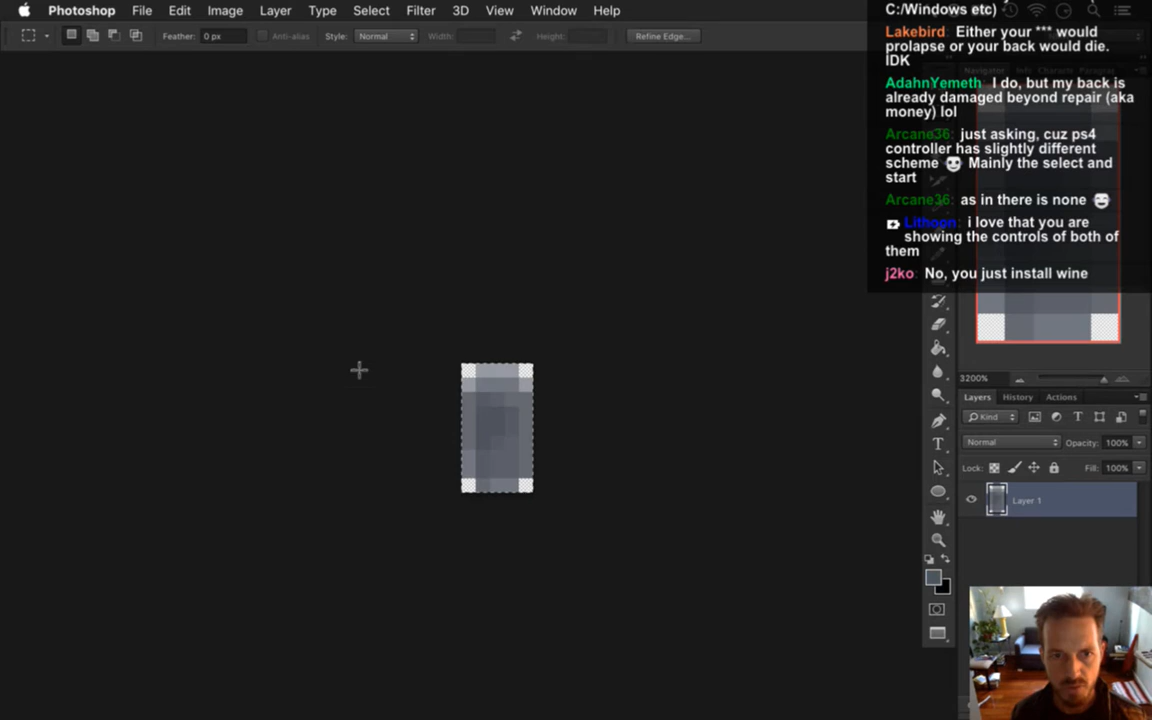 Photoshop File Edit Image Layer Type Select Filter 3D View Window Help
Feather: 0 px Anti-alias Style: Normal Width: Height: Refine Edge...
C:/Windows etc)
Lakebird: Either your *** would
prolapse or your back would die.
IDK
AdahnYemeth I do, but my back is
already damaged beyond repair (aka
money) lol
Arcane36: just asking, cuz ps4
controller has slightly different
scheme Mainly the select and
start
Arcane36: as in there is none
Lithoon: i love that you are
showing the controls of both of
them
j2ko: No, you just install wine
3200%
Layers History Actions
Kind
Normal Opacity: 100%
Lock: Fill: 100%
Layer 1